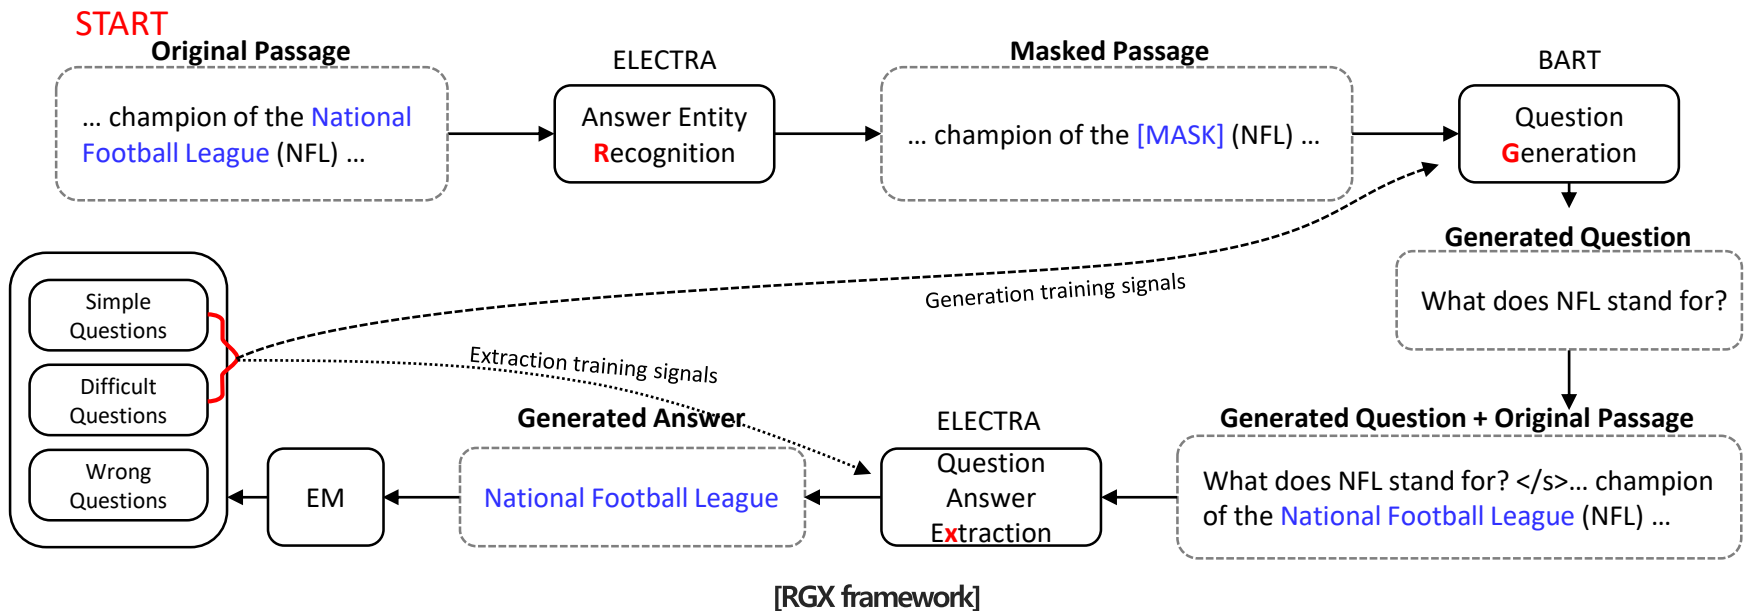 START
Original Passage
... champion of the National
Football League (NFL) ...
ELECTRA
Answer Entity
Recognition
Masked Passage
... champion of the [MASK] (NFL) ...
BART
Question
Generation
Generated Question
What does NFL stand for?
Generation training signals
Extraction training signals
Simple
Questions
Difficult
Questions
Wrong
Questions
EM
Generated Answer
National Football League
ELECTRA
Question
Answer
Extraction
Generated Question + Original Passage
What does NFL stand for? </s>... champion
of the National Football League (NFL) ...
[RGX framework]